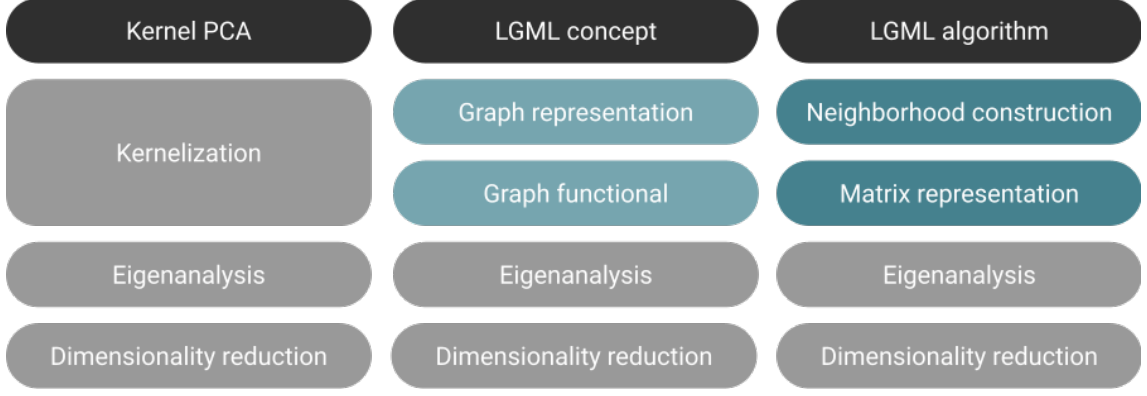 Kernel PCA
LGML concept
LGML algorithm
Kernelization
Graph representation
Neighborhood construction
Graph functional
Matrix representation
Eigenanalysis
Eigenanalysis
Eigenanalysis
Dimensionality reduction
Dimensionality reduction
Dimensionality reduction